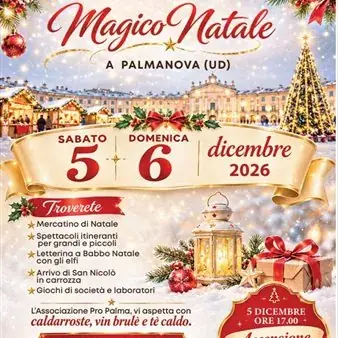 Magico Natale
A PALMANOVA (UD)
SABATO DOMENICA
5 6 dicembre
2026
Troverete
Mercatino di Natale
Spettacoli itineranti
per grandi e piccoli
Letterina a Babbo Natale
con gli elfi
Arrivo di San Nicolò
in carrozza
Giochi di società e laboratori
L'Associazione Pro Palma, vi aspetta con
caldarroste, vin brulè e tè caldo.
5 DICEMBRE
ORE 17.00
Accensione